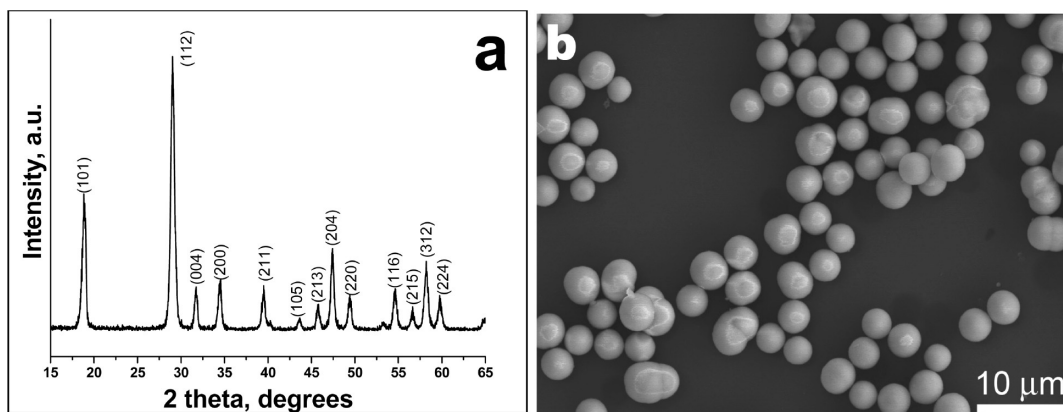 a
Intensity, a.u.
(101)
(112)
(004)
(200)
(211)
(105)
(213)
(204)
(220)
(116)
(215)
(312)
(224)
15 20 25 30 35 40 45 50 55 60 65
2 theta, degrees
b
10 μm